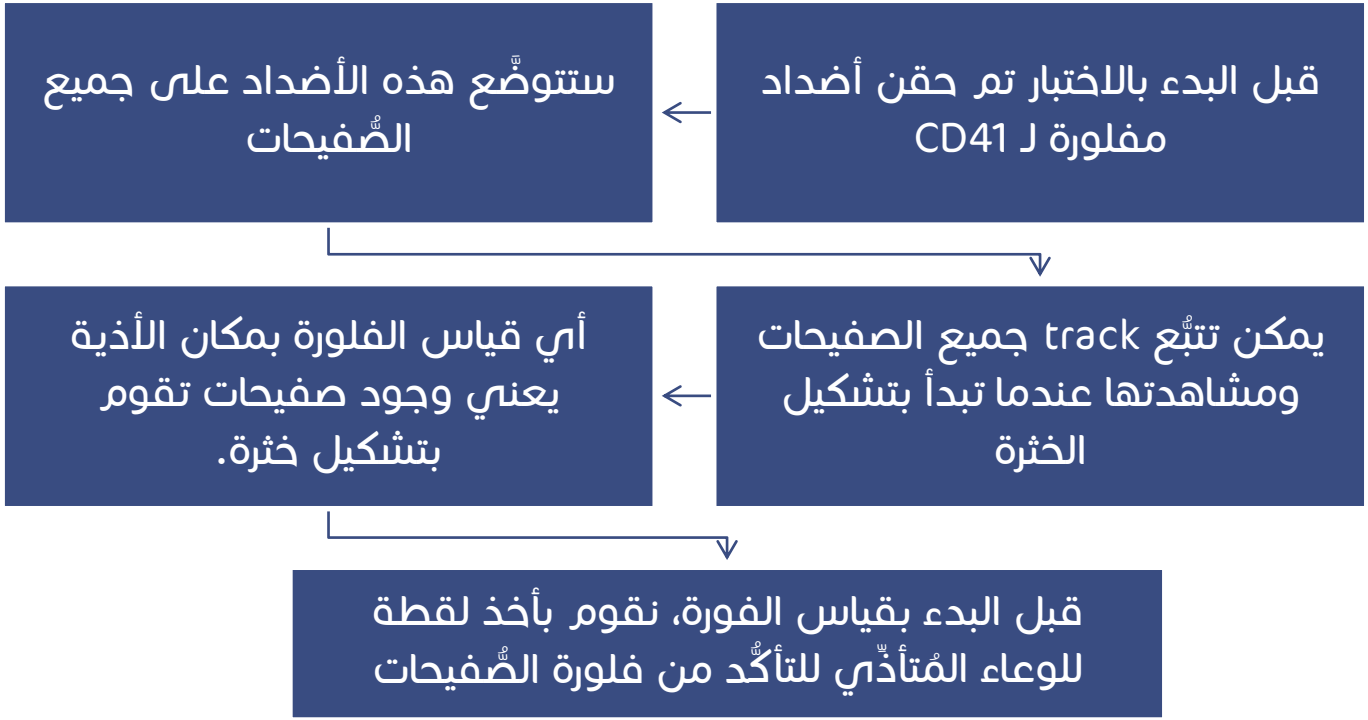 قبل البدء بالاختبار تم حقن أضداد
مفلورة لـ CD41
ستتوضَّع هذه الأضداد على جميع
الصُّفيحات
يمكن تتبُّع track جميع الصفيحات
ومشاهدتها عندما تبدأ بتشكيل
الخثرة
أي قياس الفلورة بمكان الأذية
يعني وجود صفيحات تقوم
بتشكيل خثرة.
قبل البدء بقياس الفورة، نقوم بأخذ لقطة
للوعاء المُتأذّي للتأكُّد من فلورة الصُّفيحات